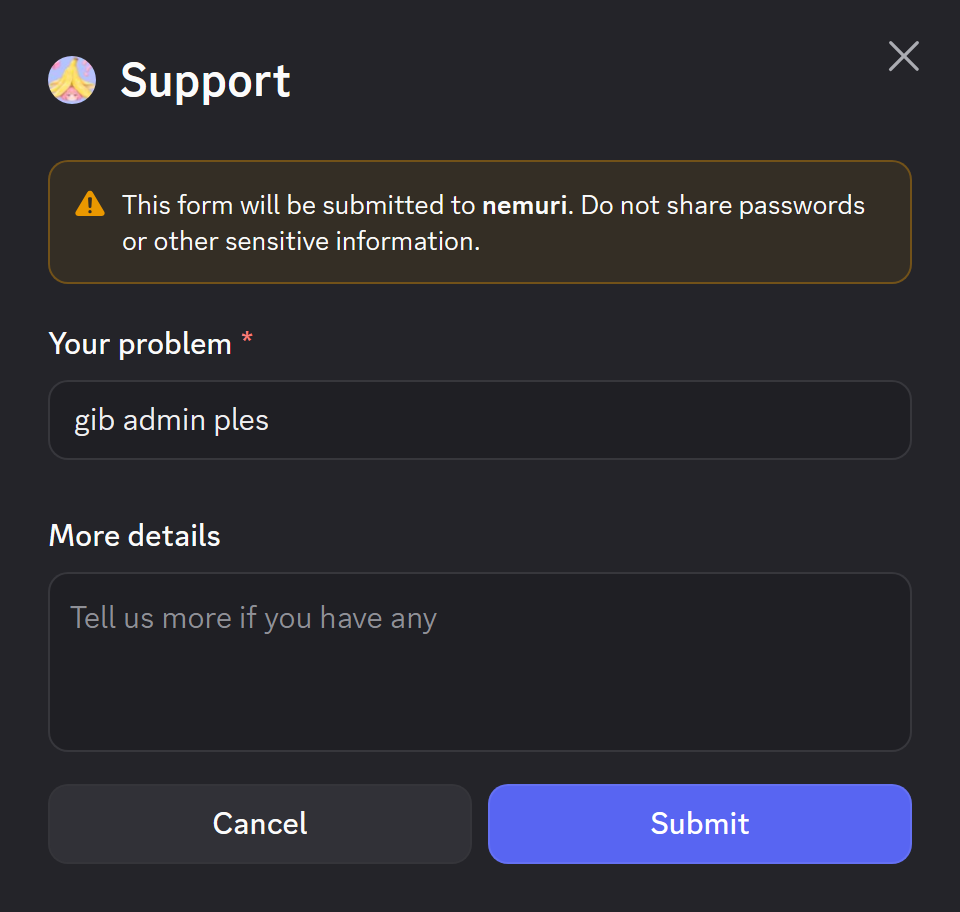 Support
This form will be submitted to nemuri. Do not share passwords
or other sensitive information.
Your problem *
gib admin ples
More details
Tell us more if you have any
Cancel
Submit